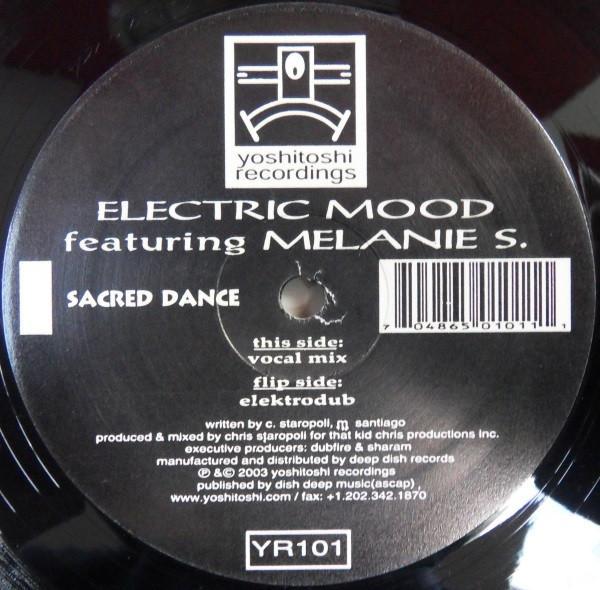 yoshitoshi
recordings
ELECTRIC MOOD
featuring MELANIE S.
SACRED DANCE
7 04865 01011 1
this side:
vocal mix
flip side:
elektrodub
written by c. staropoli, m santiago
produced & mixed by chris staropoli for that kid chris productions inc.
executive producers: dubfire & sharam
manufactured and distributed by deep dish records
℗ &© 2003 yoshitoshi recordings
published by dish deep music(ascap)
www.yoshitoshi.com / fax: +1.202.342.1870
YR101